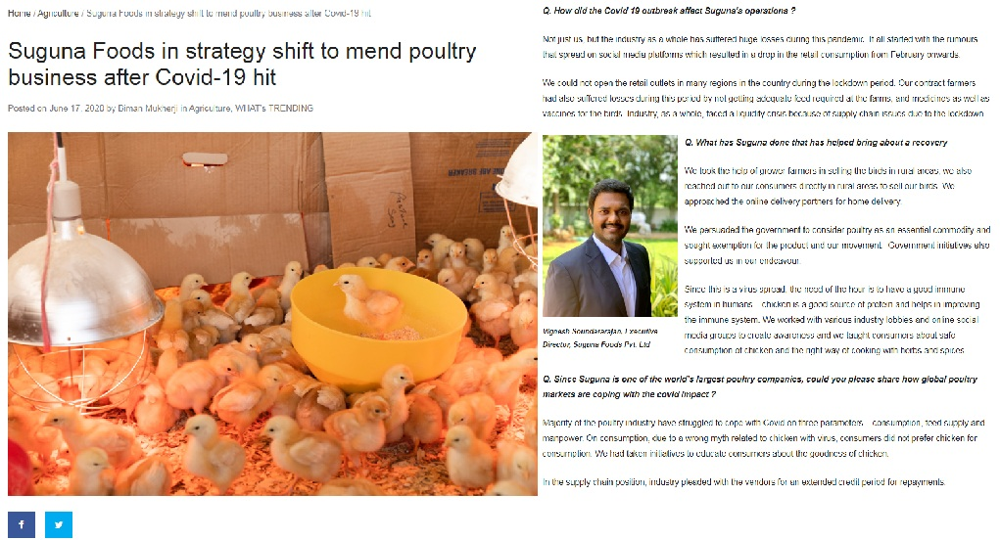 Home / Agriculture / Suguna Foods in strategy shift to mend poultry business after Covid-19 hit
Suguna Foods in strategy shift to mend poultry
business after Covid-19 hit
Posted on June 17, 2020 by Biman Mukherji in Agriculture, WHAT's TRENDING
Q. How did the Covid 19 outbreak affect Suguna's operations ?
Not just us, but the industry as a whole has suffered huge losses during this pandemic. It all started with the rumours
that spread on social media platforms which resulted in a drop in the retail consumption from February onwards.
We could not open the retail outlets in many regions in the country during the lockdown period. Our contract farmers
had also suffered losses during this period by not getting adequate feed required at the farms, and medicines as well as
vaccines for the birds. Industry, as a whole, faced a liquidity crisis because of supply chain issues due to the lockdown
Q. What has Suguna done that has helped bring about a recovery
We took the help of grower farmers in selling the birds in rural areas, we also
reached out to our consumers directly in rural areas to sell our birds. We
approached the online delivery partners for home delivery.
We persuaded the government to consider poultry as an essential commodity and
sought exemption for the product and our movement. Government initiatives also
supported us in our endeavour.
Since this is a virus spread, the need of the hour is to have a good immune
system in humans – chicken is a good source of protein and helps in improving
the immune system. We worked with various industry lobbies and online social
media groups to create awareness and we taught consumers about safe
consumption of chicken and the right way of cooking with herbs and spices
Vignesh Soundararajan, Executive
Director, Suguna Foods Pvt. Ltd
Q. Since Suguna is one of the world's largest poultry companies, could you please share how global poultry
markets are coping with the covid impact ?
Majority of the poultry industry have struggled to cope with Covid on three parameters – consumption, feed supply and
manpower. On consumption, due to a wrong myth related to chicken with virus, consumers did not prefer chicken for
consumption. We had taken initiatives to educate consumers about the goodness of chicken.
In the supply chain position, industry pleaded with the vendors for an extended credit period for repayments.